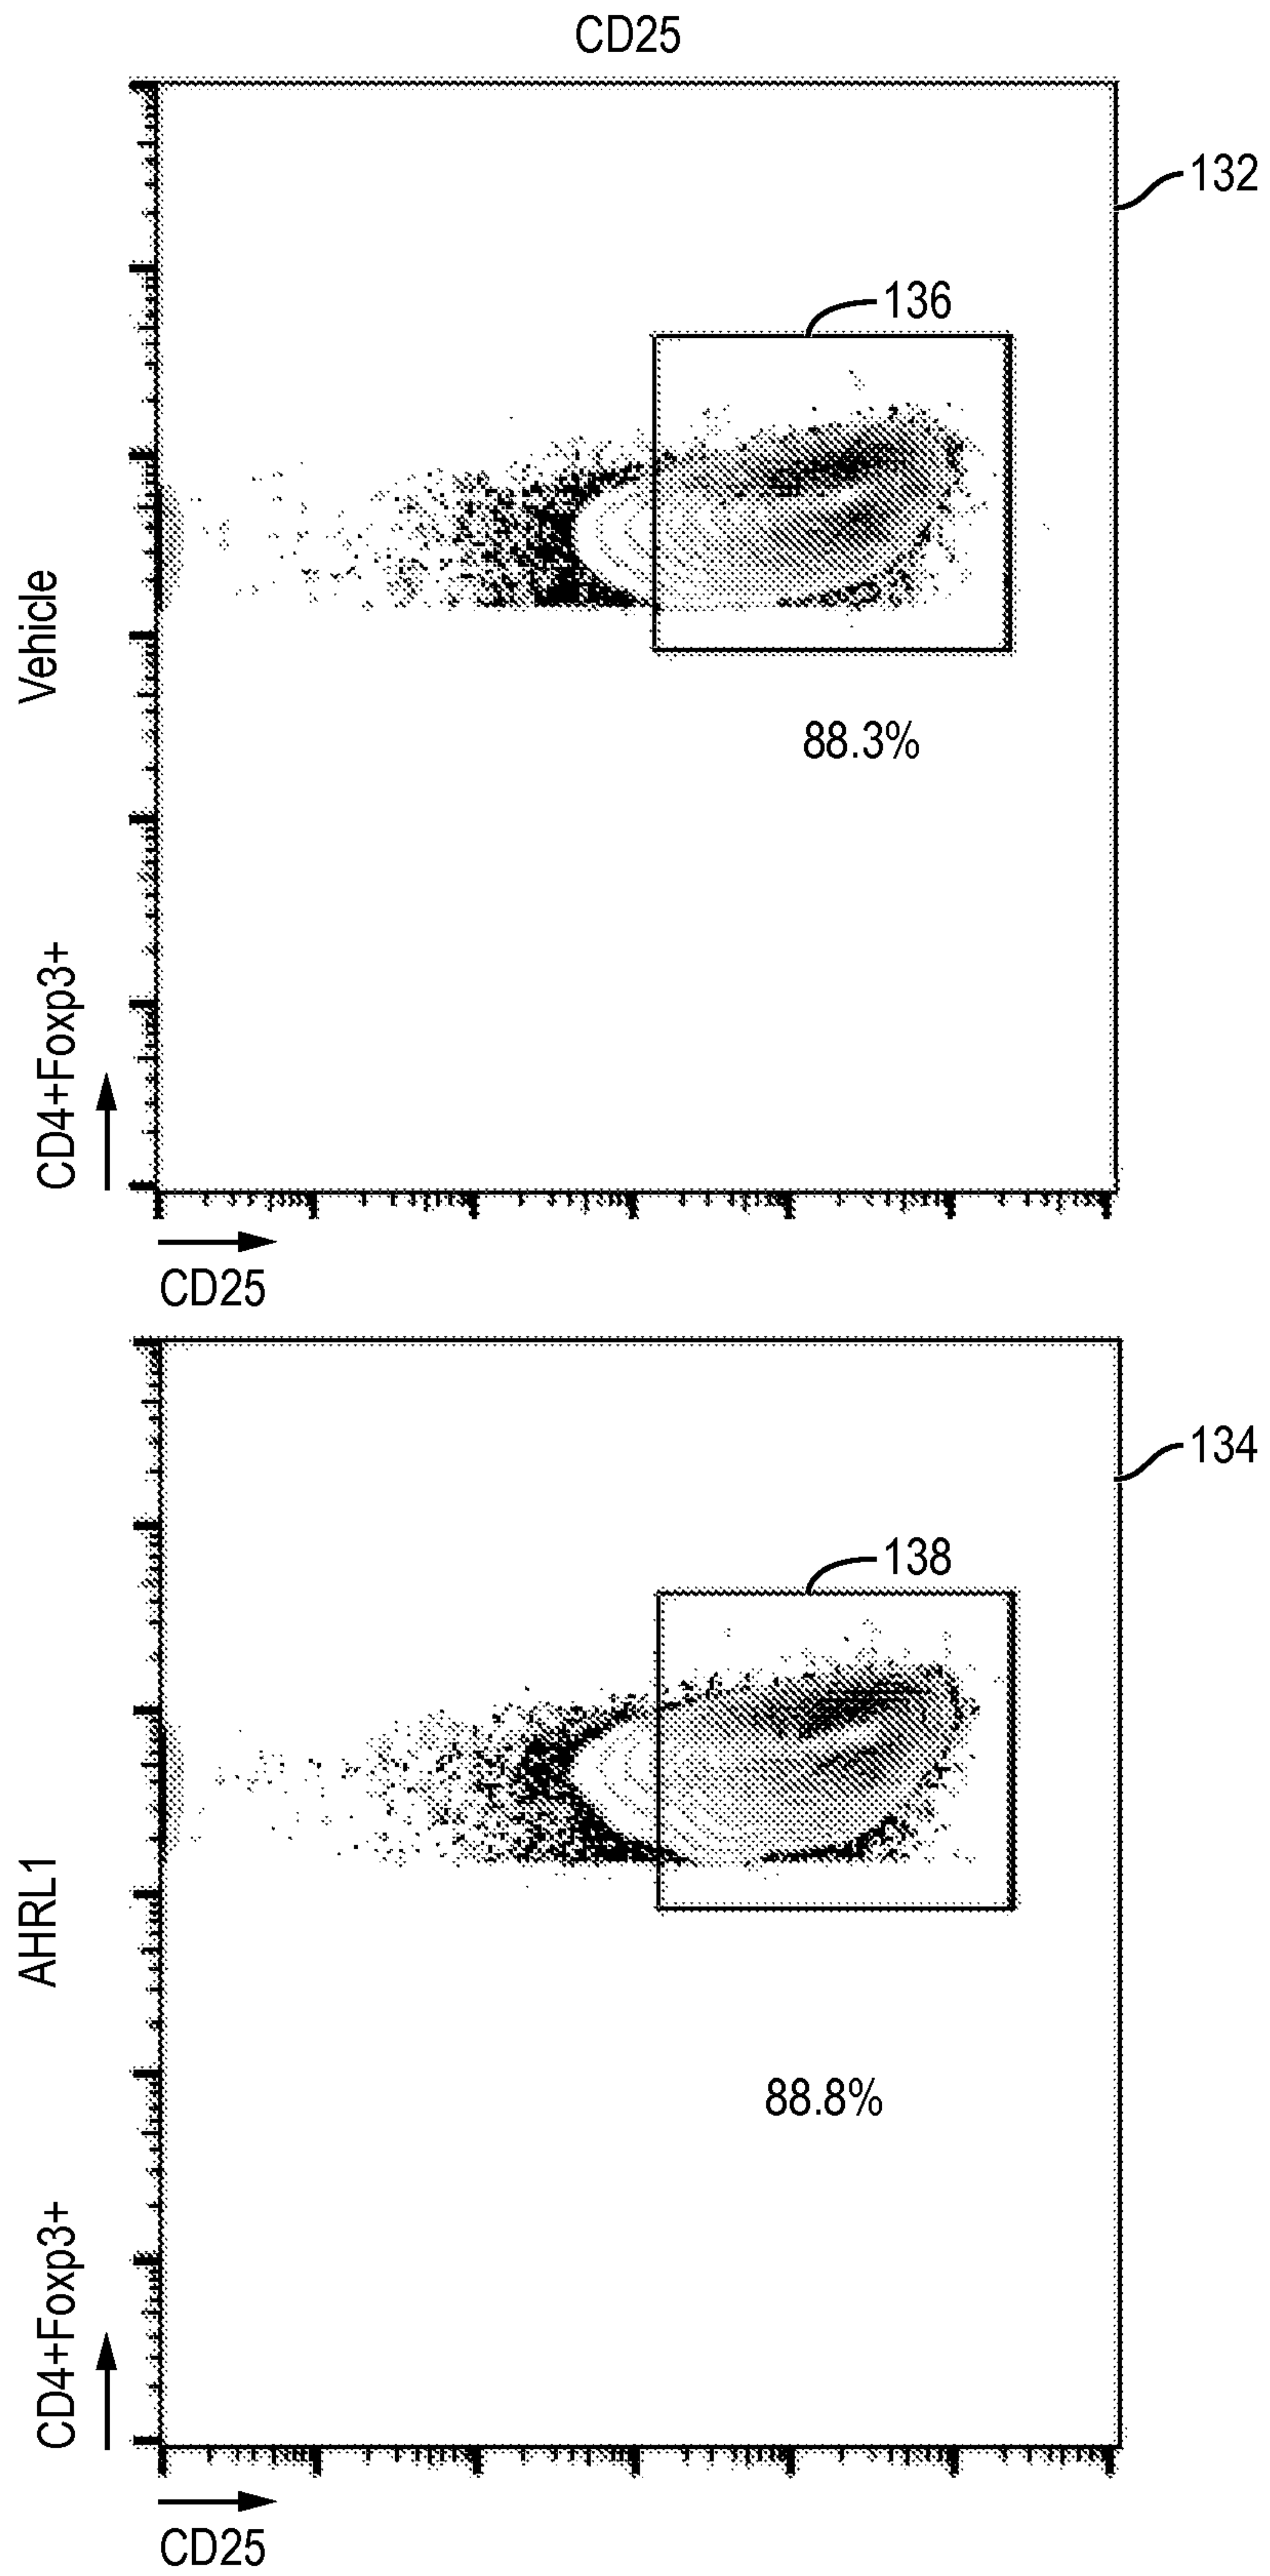 CD25
132
136
Vehicle
88.3%
CD4+Foxp3+
CD25
134
138
AHRL1
88.8%
CD4+Foxp3+
CD25